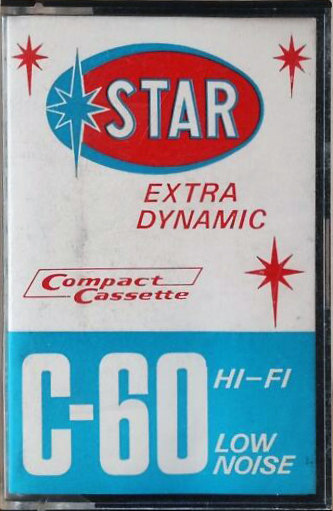 STAR
EXTRA
DYNAMIC
Compact
Cassette
C-60
HI-FI
LOW
NOISE